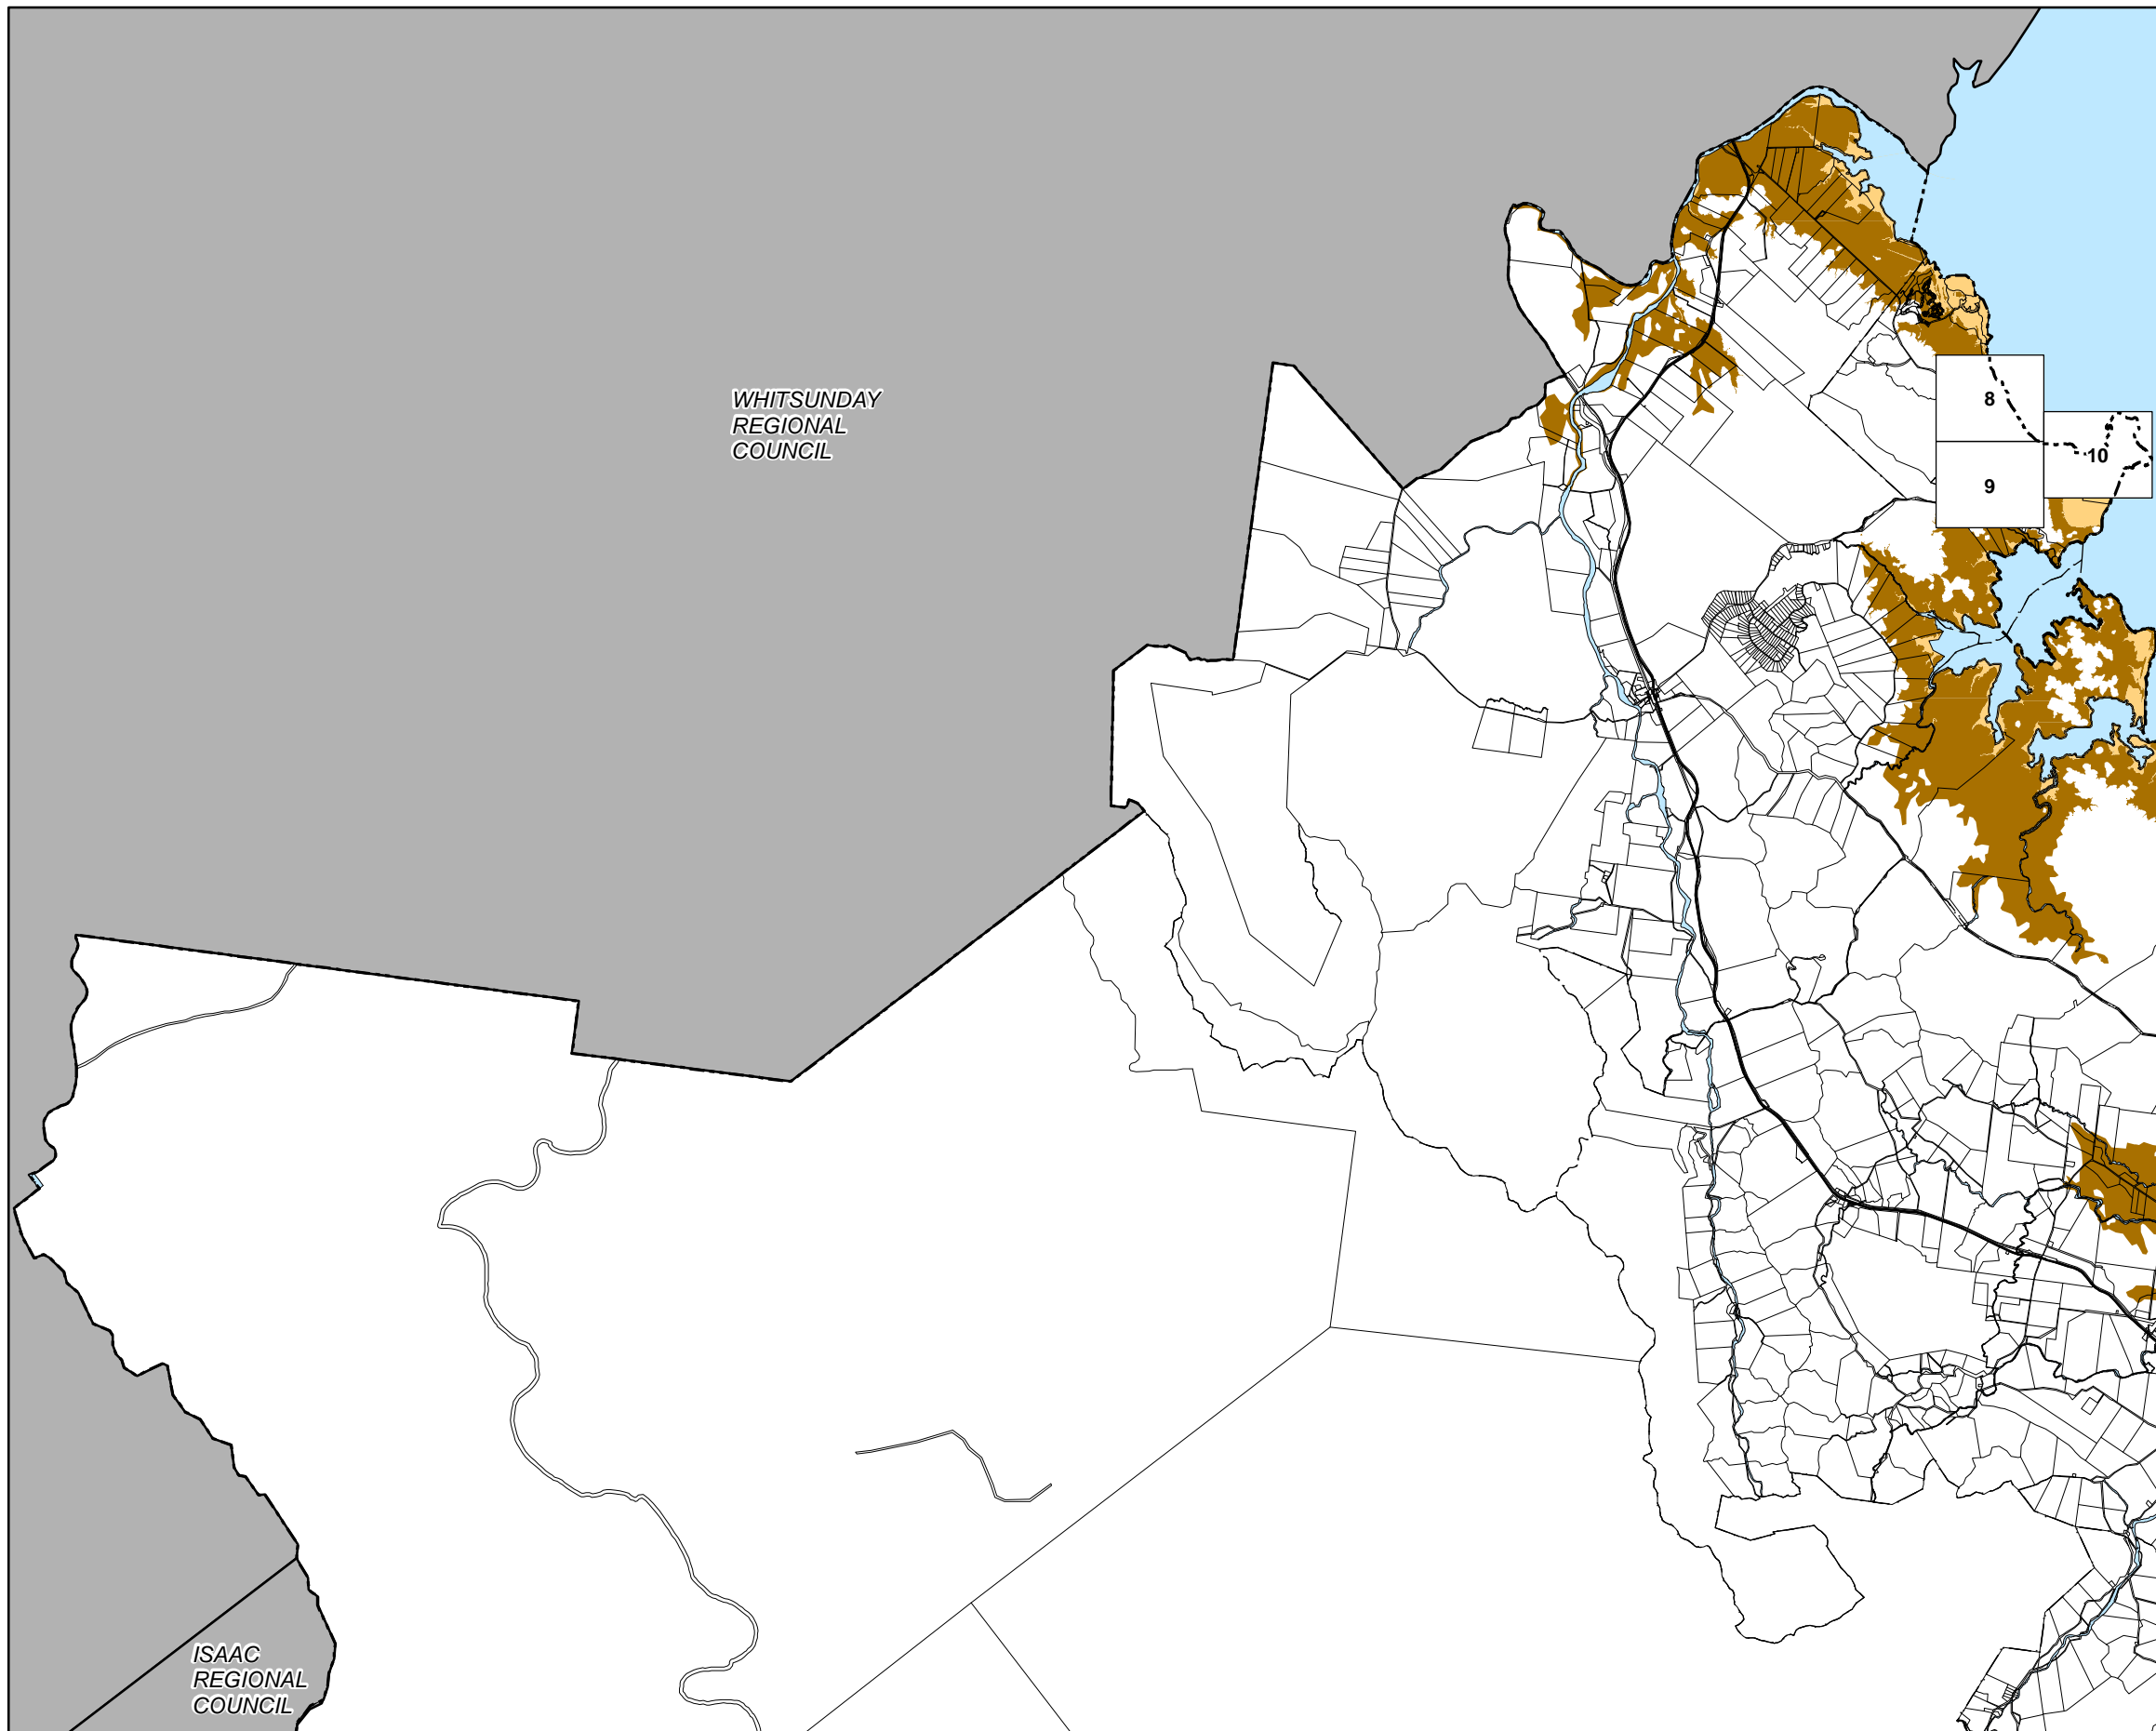 WHITSUNDAY
REGIONAL
COUNCIL
8
10
9
ISAAC
REGIONAL
COUNCIL